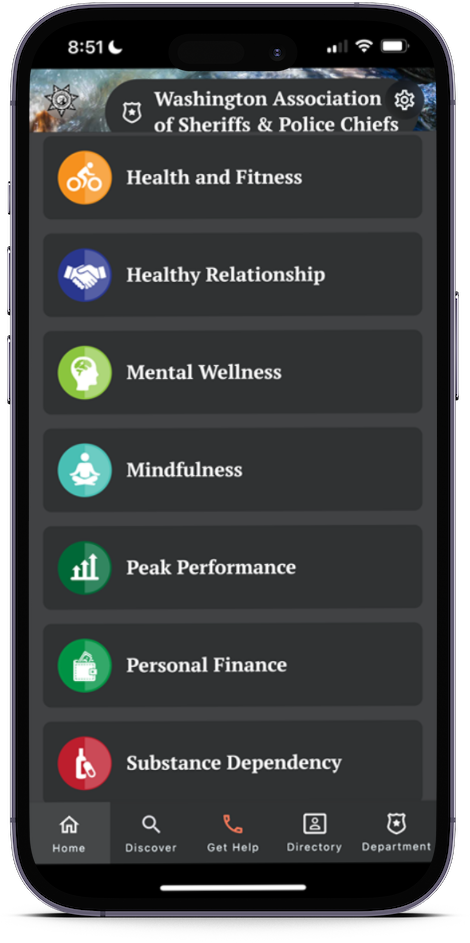 8:51
Washington Association
of Sheriffs & Police Chiefs
Health and Fitness
Healthy Relationship
Mental Wellness
Mindfulness
Peak Performance
Personal Finance
Substance Dependency
Home Discover Get Help Directory Department